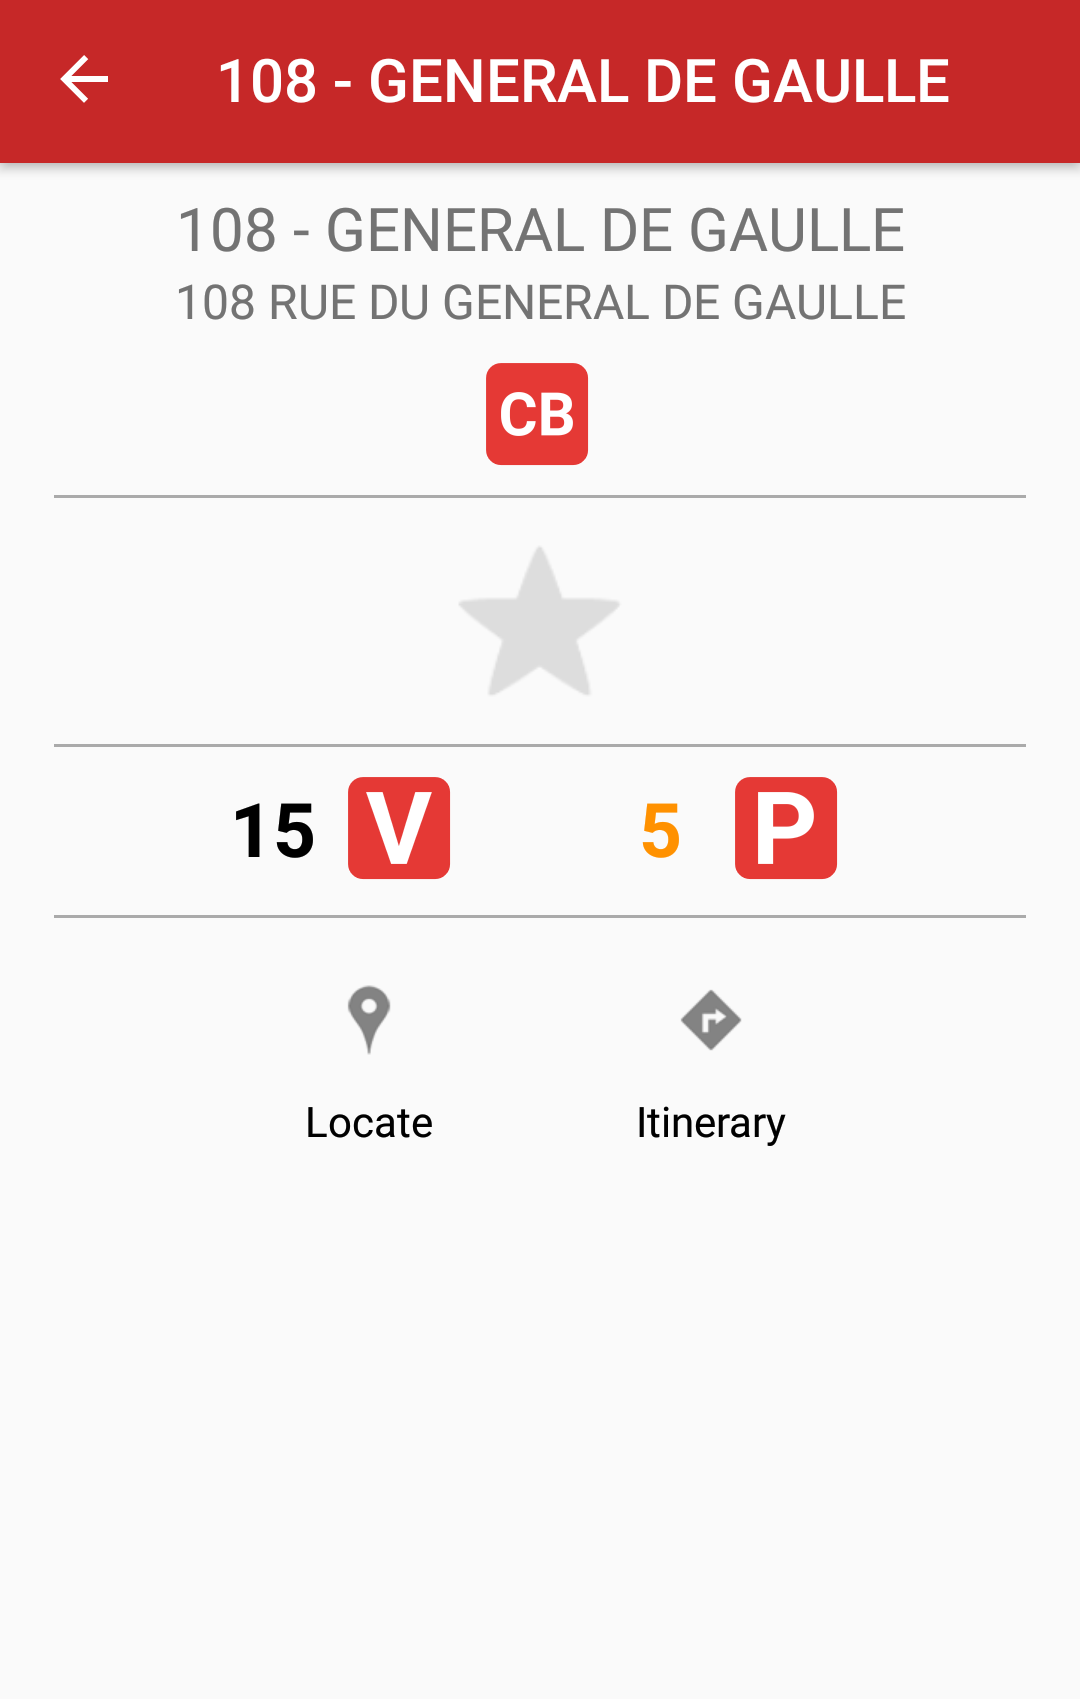 108 - GENERAL DE GAULLE
108 - GENERAL DE GAULLE
108 RUE DU GENERAL DE GAULLE
CB
15 V 5 P
Locate Itinerary